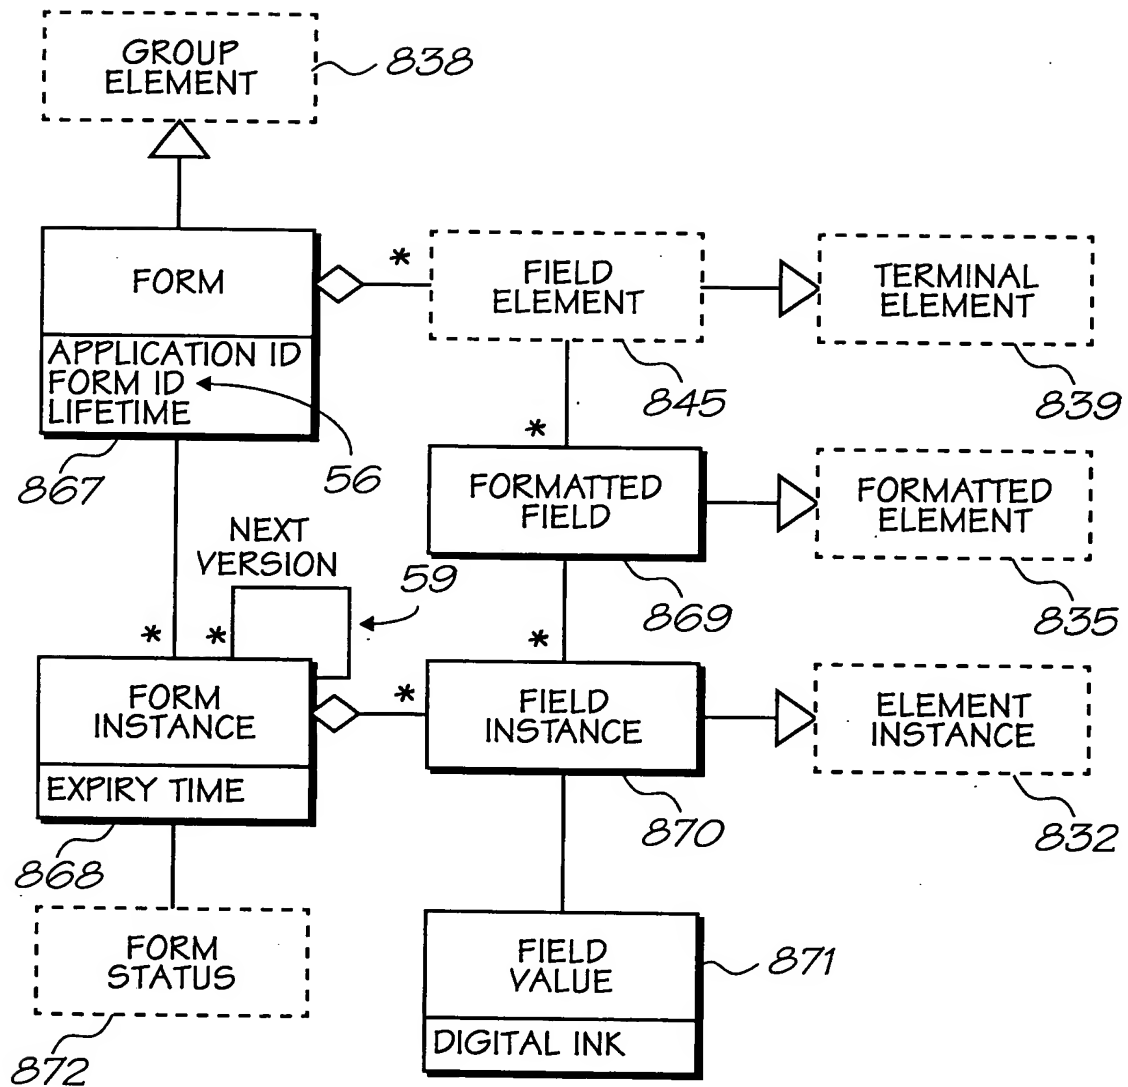 GROUP
ELEMENT
838
FORM
APPLICATION ID
FORM ID
LIFETIME
867
56
*
FIELD
ELEMENT
845
TERMINAL
ELEMENT
839
*
FORMATTED
FIELD
869
FORMATTED
ELEMENT
835
NEXT
VERSION
59
*
*
*
FORM
INSTANCE
EXPIRY TIME
868
*
FIELD
INSTANCE
870
ELEMENT
INSTANCE
832
FORM
STATUS
872
FIELD
VALUE
DIGITAL INK
871